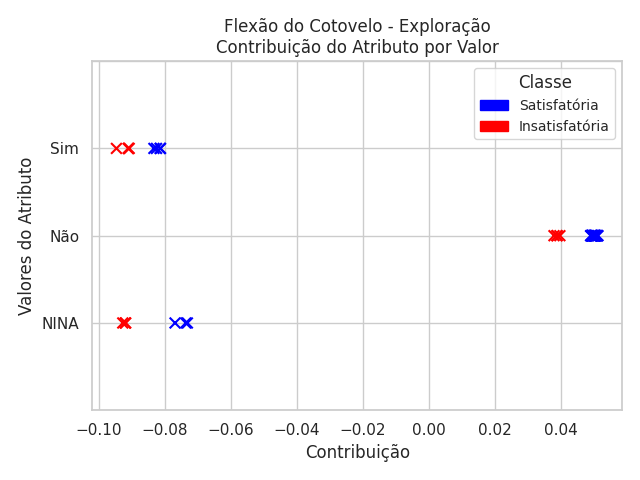 Flexão do Cotovelo - Exploração
Contribuição do Atributo por Valor
Classe
Satisfatória
Insatisfatória
Valores do Atributo
Sim
Não
NINA
−0.10 −0.08 −0.06 −0.04 −0.02 0.00 0.02 0.04
Contribuição